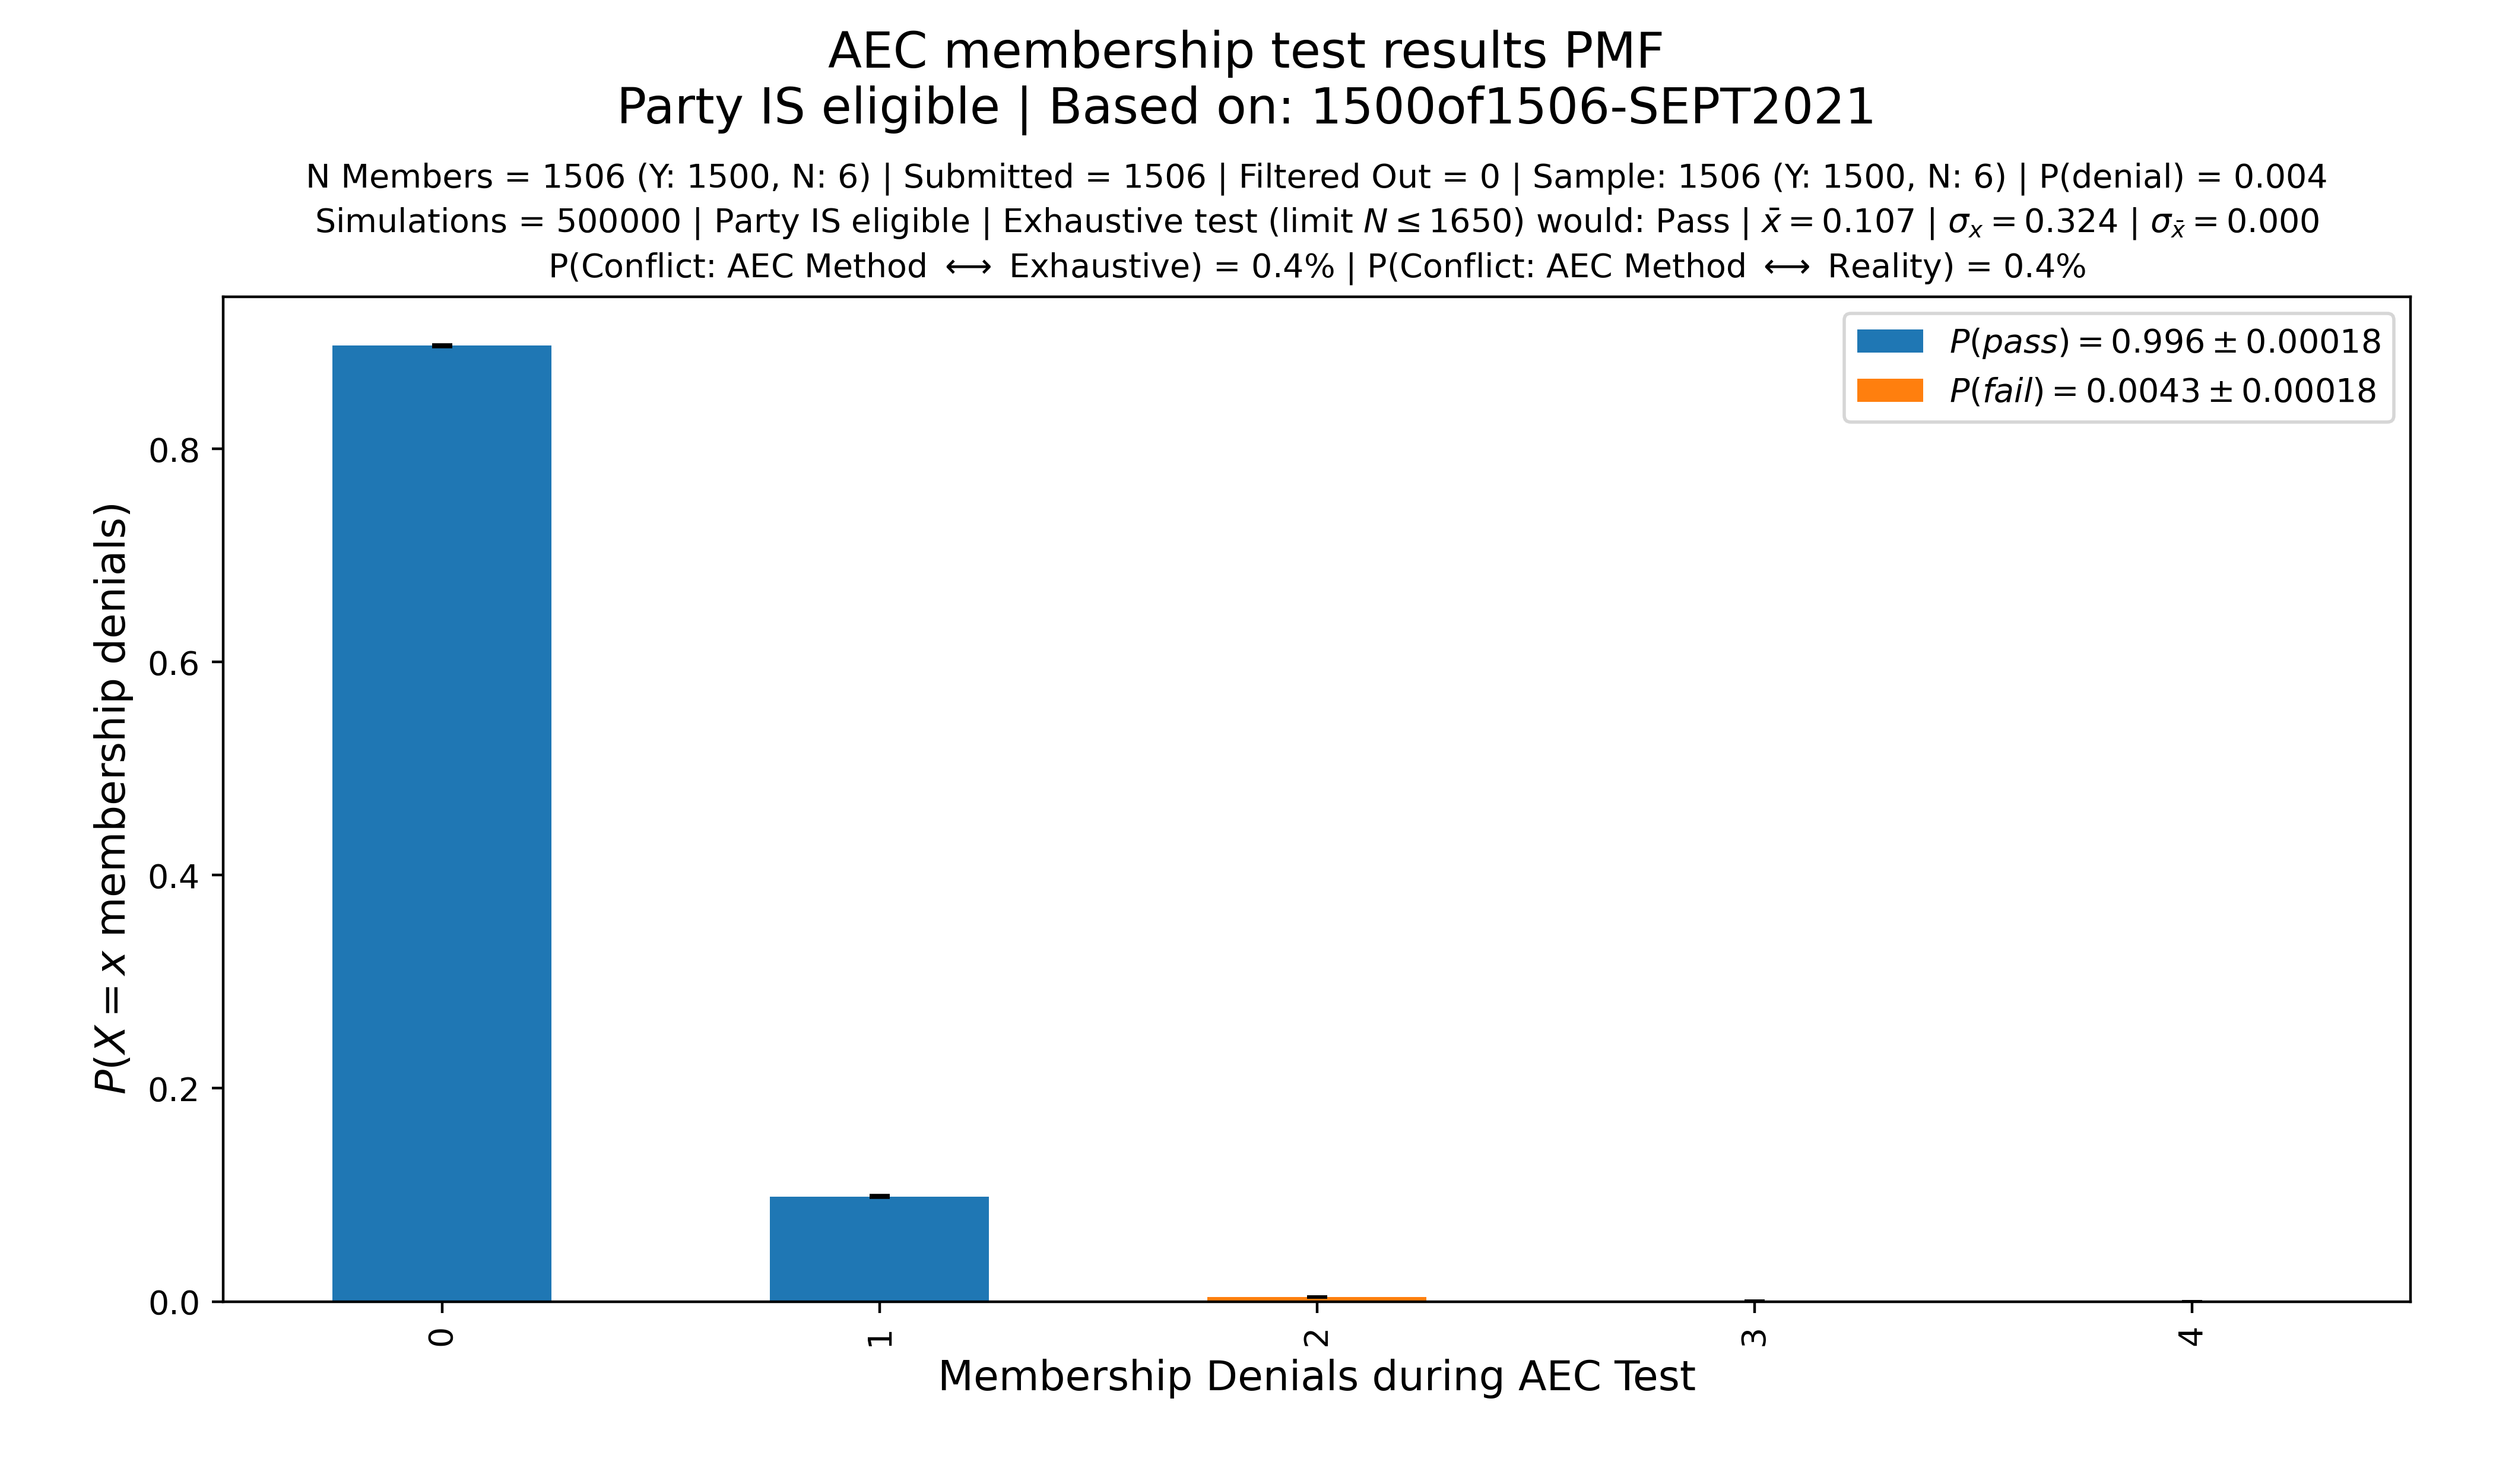 AEC membership test results PMF
Party IS eligible | Based on: 1500of1506-SEPT2021
N Members = 1506 (Y: 1500, N: 6) | Submitted = 1506 | Filtered Out = 0 | Sample: 1506 (Y: 1500, N: 6) | P(denial) = 0.004
Simulations = 500000 | Party IS eligible | Exhaustive test (limit N ≤ 1650) would: Pass | x̄ = 0.107 | σₓ = 0.324 | σ_x̄ = 0.000
P(Conflict: AEC Method ⟷ Exhaustive) = 0.4% | P(Conflict: AEC Method ⟷ Reality) = 0.4%
P(pass) = 0.996 ± 0.00018
P(fail) = 0.0043 ± 0.00018
P(X = x membership denials)
0.8
0.6
0.4
0.2
0.0
0
1
2
3
4
Membership Denials during AEC Test